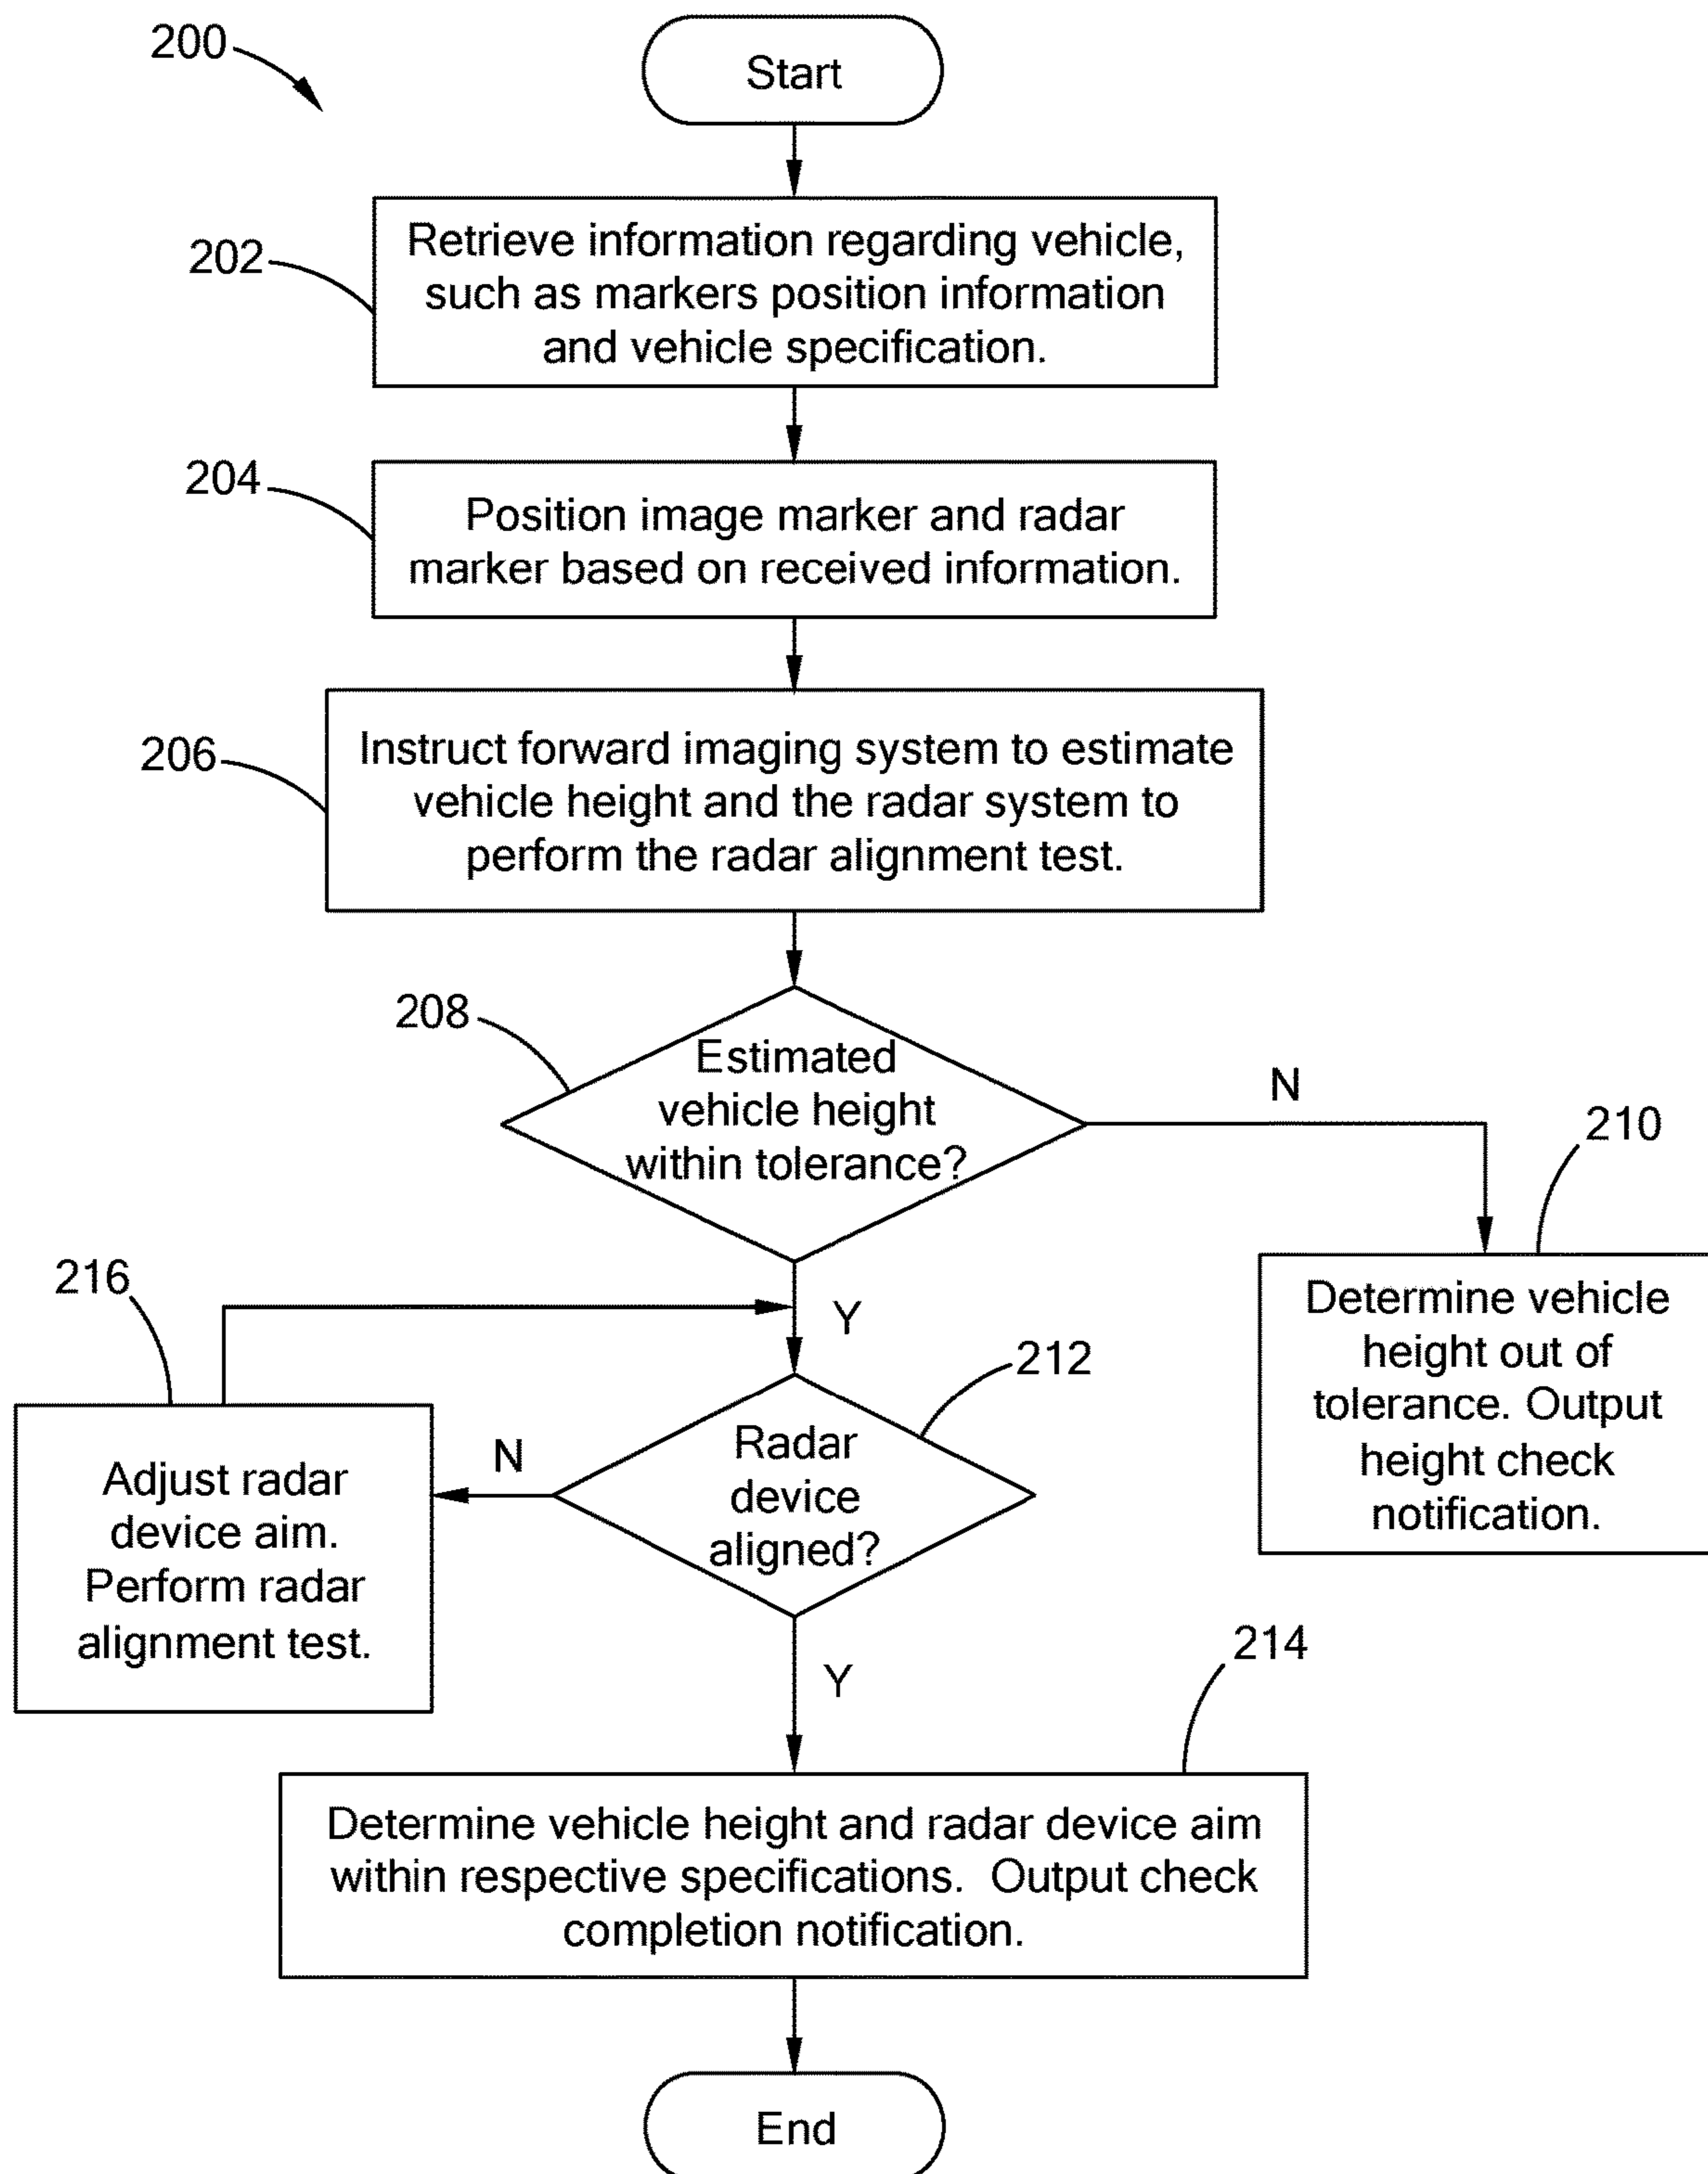 200
Start
202
Retrieve information regarding vehicle,
such as markers position information
and vehicle specification.
204
Position image marker and radar
marker based on received information.
206
Instruct forward imaging system to estimate
vehicle height and the radar system to
perform the radar alignment test.
208
Estimated
vehicle height
within tolerance?
N
210
Determine vehicle
height out of
tolerance. Output
height check
notification.
Y
216
Adjust radar
device aim.
Perform radar
alignment test.
N
212
Radar
device
aligned?
Y
214
Determine vehicle height and radar device aim
within respective specifications. Output check
completion notification.
End